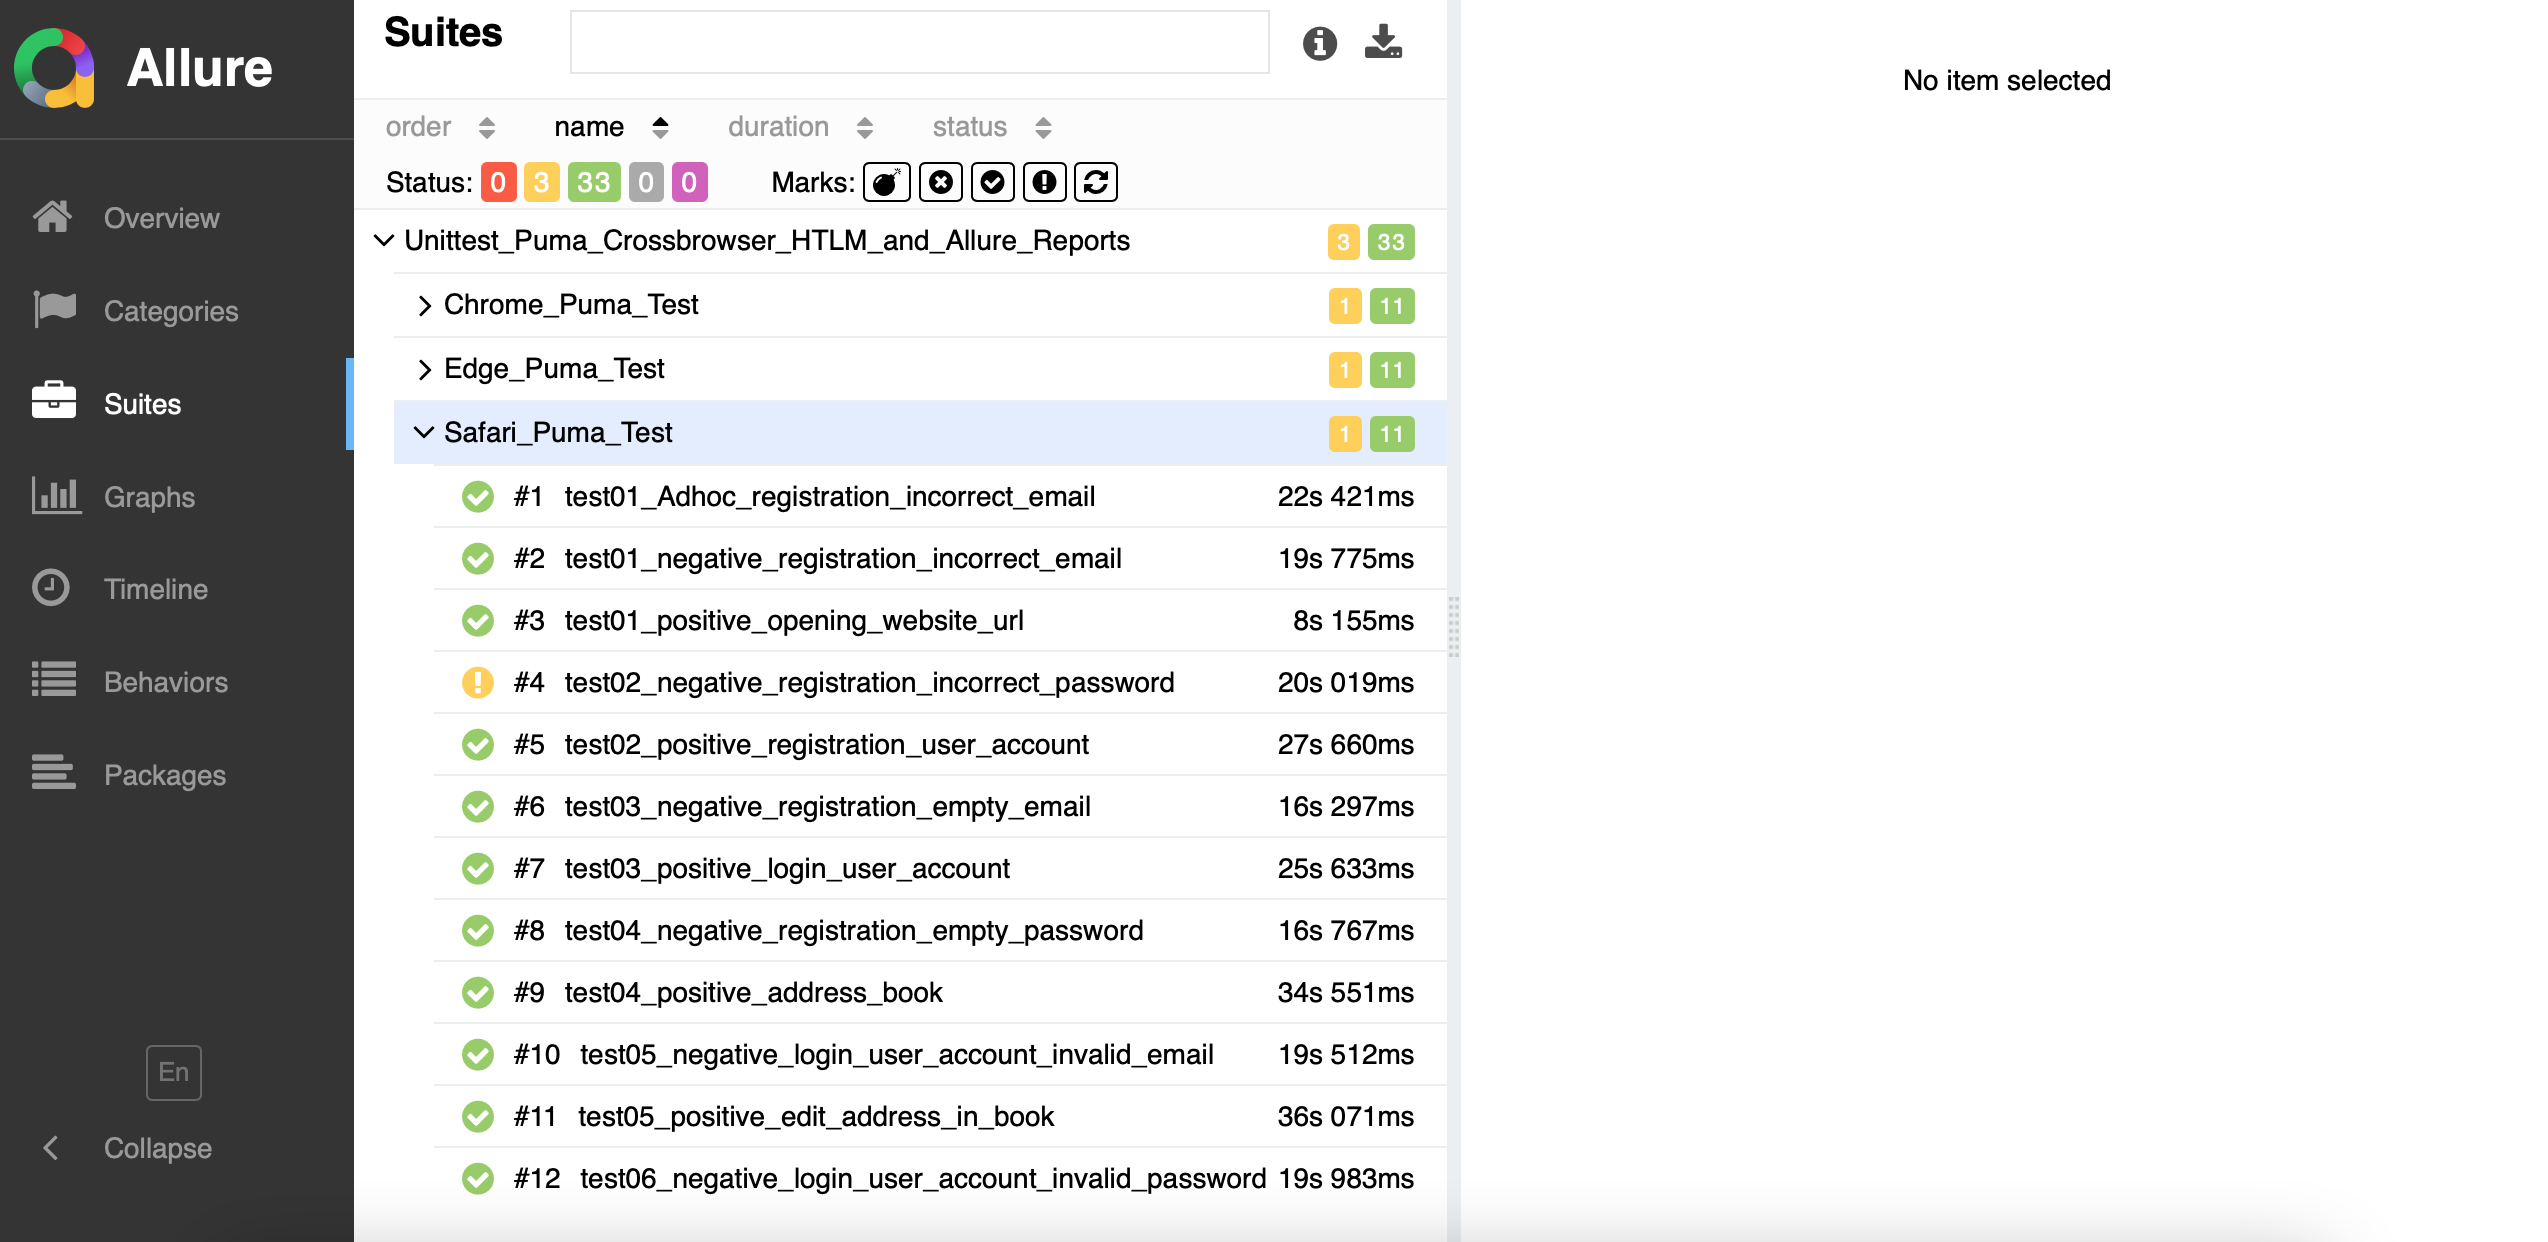 Allure
Overview
Categories
Suites
Graphs
Timeline
Behaviors
Packages
En
Collapse
Suites
order name duration status
Status: 0 3 33 0 0 Marks:
Unittest_Puma_Crossbrowser_HTLM_and_Allure_Reports 3 33
Chrome_Puma_Test 1 11
Edge_Puma_Test 1 11
Safari_Puma_Test 1 11
#1 test01_Adhoc_registration_incorrect_email 22s 421ms
#2 test01_negative_registration_incorrect_email 19s 775ms
#3 test01_positive_opening_website_url 8s 155ms
#4 test02_negative_registration_incorrect_password 20s 019ms
#5 test02_positive_registration_user_account 27s 660ms
#6 test03_negative_registration_empty_email 16s 297ms
#7 test03_positive_login_user_account 25s 633ms
#8 test04_negative_registration_empty_password 16s 767ms
#9 test04_positive_address_book 34s 551ms
#10 test05_negative_login_user_account_invalid_email 19s 512ms
#11 test05_positive_edit_address_in_book 36s 071ms
#12 test06_negative_login_user_account_invalid_password 19s 983ms
No item selected